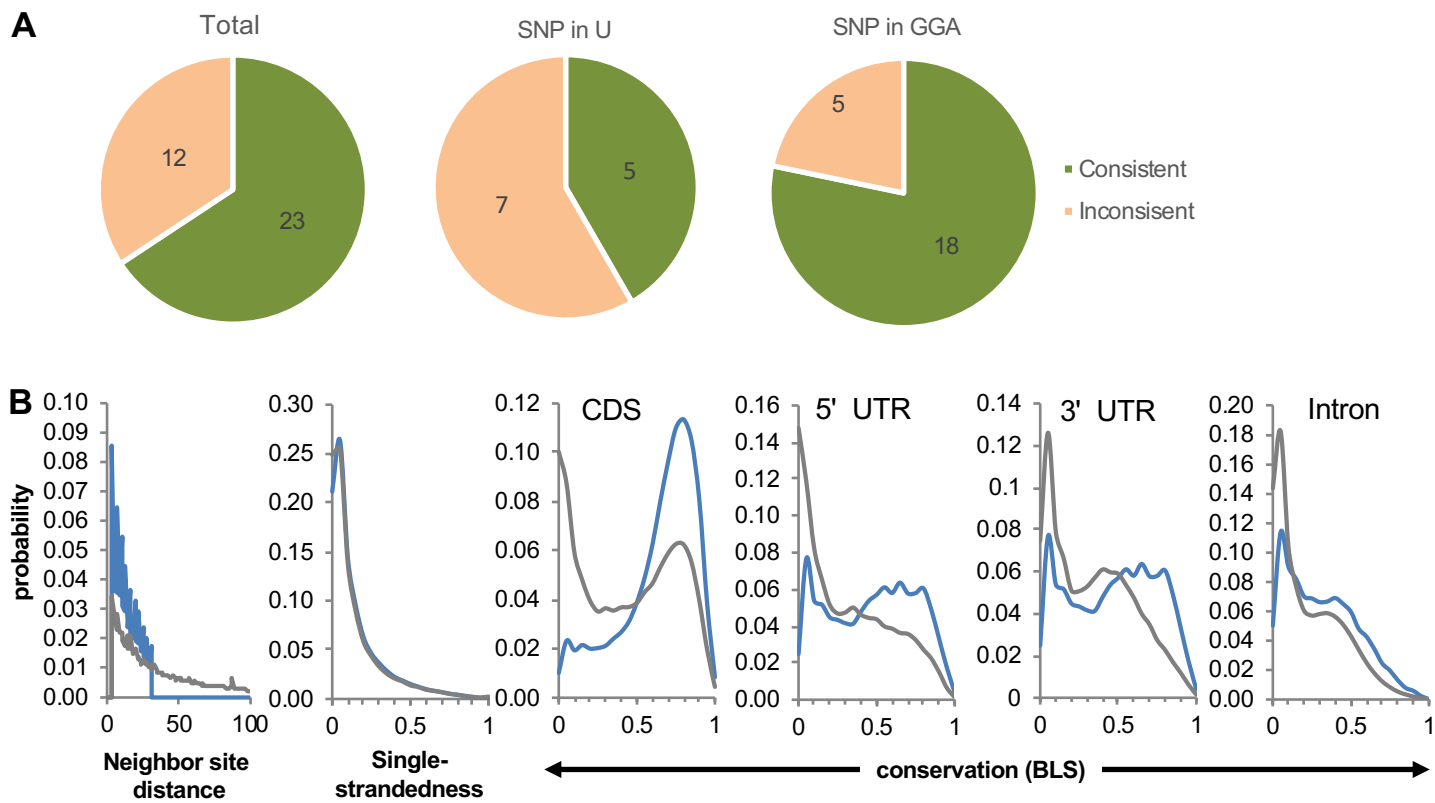 A
Total
SNP in U
SNP in GGA
12
23
7
5
5
18
Consistent
Inconsisent
B
probability
0.10
0.09
0.08
0.07
0.06
0.05
0.04
0.03
0.02
0.01
0.00
0 50 100
Neighbor site
distance
0.30
0.25
0.20
0.15
0.10
0.05
0.00
0 0.5 1
Single-
strandedness
CDS
0.12
0.10
0.08
0.06
0.04
0.02
0.00
0 0.5 1
5' UTR
0.16
0.14
0.12
0.10
0.08
0.06
0.04
0.02
0.00
0 0.5 1
3' UTR
0.14
0.12
0.1
0.08
0.06
0.04
0.02
0
0 0.5 1
Intron
0.20
0.18
0.16
0.14
0.12
0.10
0.08
0.06
0.04
0.02
0.00
0 0.5 1
conservation (BLS)